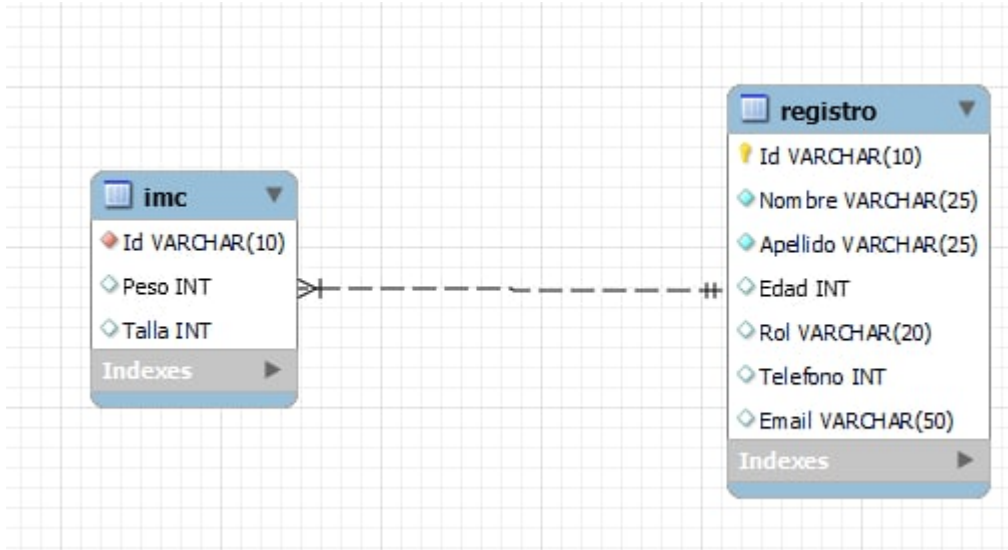 imc
Id VARCHAR(10)
Peso INT
Talla INT
Indexes
registro
Id VARCHAR(10)
Nombre VARCHAR(25)
Apellido VARCHAR(25)
Edad INT
Rol VARCHAR(20)
Telefono INT
Email VARCHAR(50)
Indexes